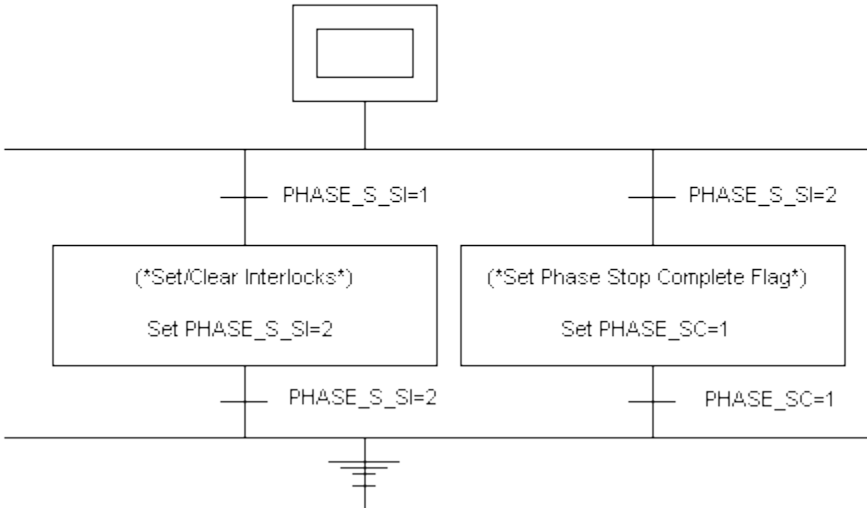 PHASE_S_SI=1
PHASE_S_SI=2
(*Set/Clear Interlocks*)
Set PHASE_S_SI=2
(*Set Phase Stop Complete Flag*)
Set PHASE_SC=1
PHASE_S_SI=2
PHASE_SC=1